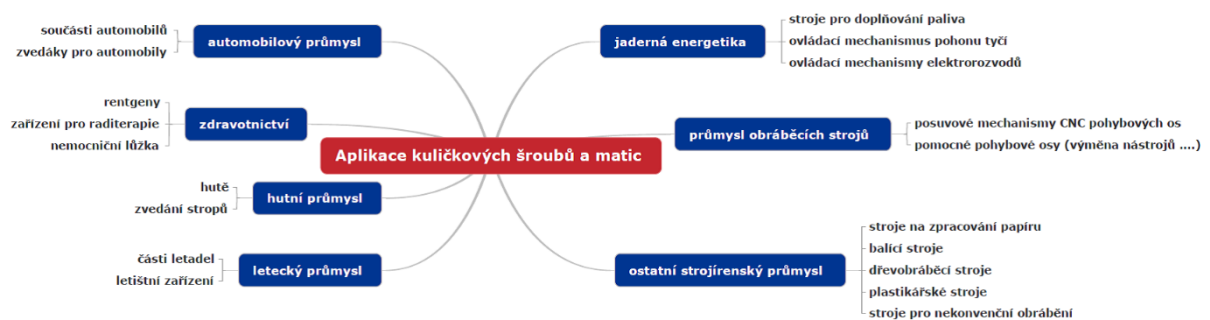 Aplikace kuličkových šroubů a matic
automobilový průmysl
součásti automobilů
zvedáky pro automobily
zdravotnictví
rentgeny
zařízení pro raditerapie
nemocniční lůžka
hutní průmysl
hutě
zvedání stropů
letecký průmysl
části letadel
letištní zařízení
jaderná energetika
stroje pro doplňování paliva
ovládací mechanismus pohonu tyčí
ovládací mechanismy elektrorozvodů
průmysl obráběcích strojů
posuvové mechanismy CNC pohybových os
pomocné pohybové osy (výměna nástrojů ....)
ostatní strojírenský průmysl
stroje na zpracování papíru
balící stroje
dřevobráběcí stroje
plastikářské stroje
stroje pro nekonvenční obrábění